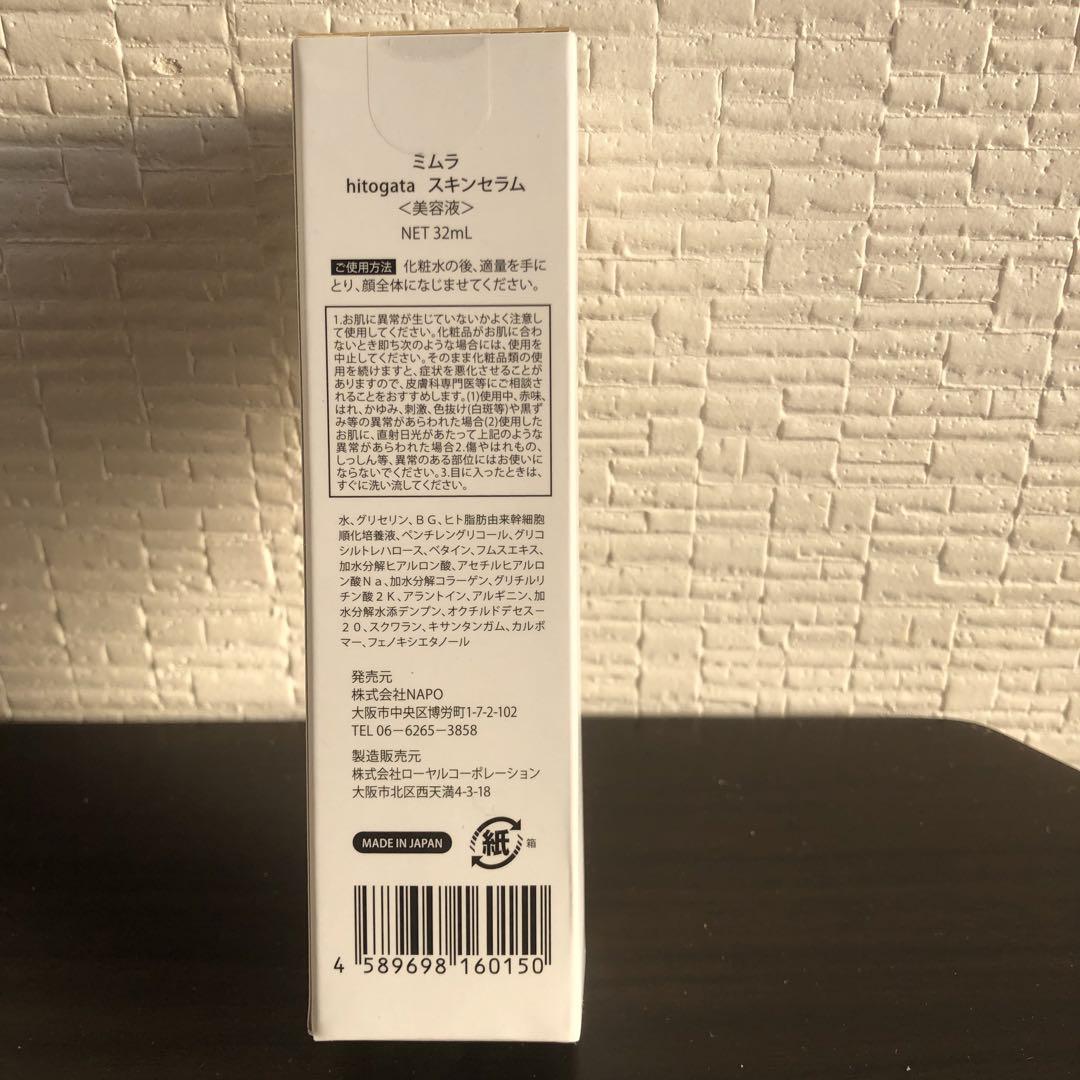 ミムラ
hitogata スキンセラム
＜美容液＞
NET 32mL
ご使用方法 化粧水の後、適量を手に
とり、顔全体になじませてください。
1.お肌に異常が生じていないかよく注意し
て使用してください。化粧品がお肌に合わ
ないとき即ち次のような場合には、使用を
中止してください。そのまま化粧品類の使
用を続けますと、症状を悪化させることが
ありますので、皮膚科専門医等にご相談さ
れることをおすすめします。(1)使用中、赤味、
はれ、かゆみ、刺激、色抜け(白斑等)や黒ず
み等の異常があらわれた場合(2)使用した
お肌に、直射日光があたって上記のような
異常があらわれた場合2.傷やはれもの、
しっしん等、異常のある部位にはお使いに
ならないでください。3.目に入ったときは、
すぐに洗い流してください。
水、グリセリン、BG、ヒト脂肪由来幹細胞
順化培養液、ペンチレングリコール、グリコ
シルトレハロース、ベタイン、フムスエキス、
加水分解ヒアルロン酸、アセチルヒアルロ
ン酸Na、加水分解コラーゲン、グリチルリ
チン酸2K、アラントイン、アルギニン、加
水分解水添デンプン、オクチルドデセス－
20、スクワラン、キサンタンガム、カルボ
マー、フェノキシエタノール
発売元
株式会社NAPO
大阪市中央区博労町1-7-2-102
TEL 06－6265－3858
製造販売元
株式会社ローヤルコーポレーション
大阪市北区西天満4-3-18
MADE IN JAPAN
紙 箱
4 589698 160150